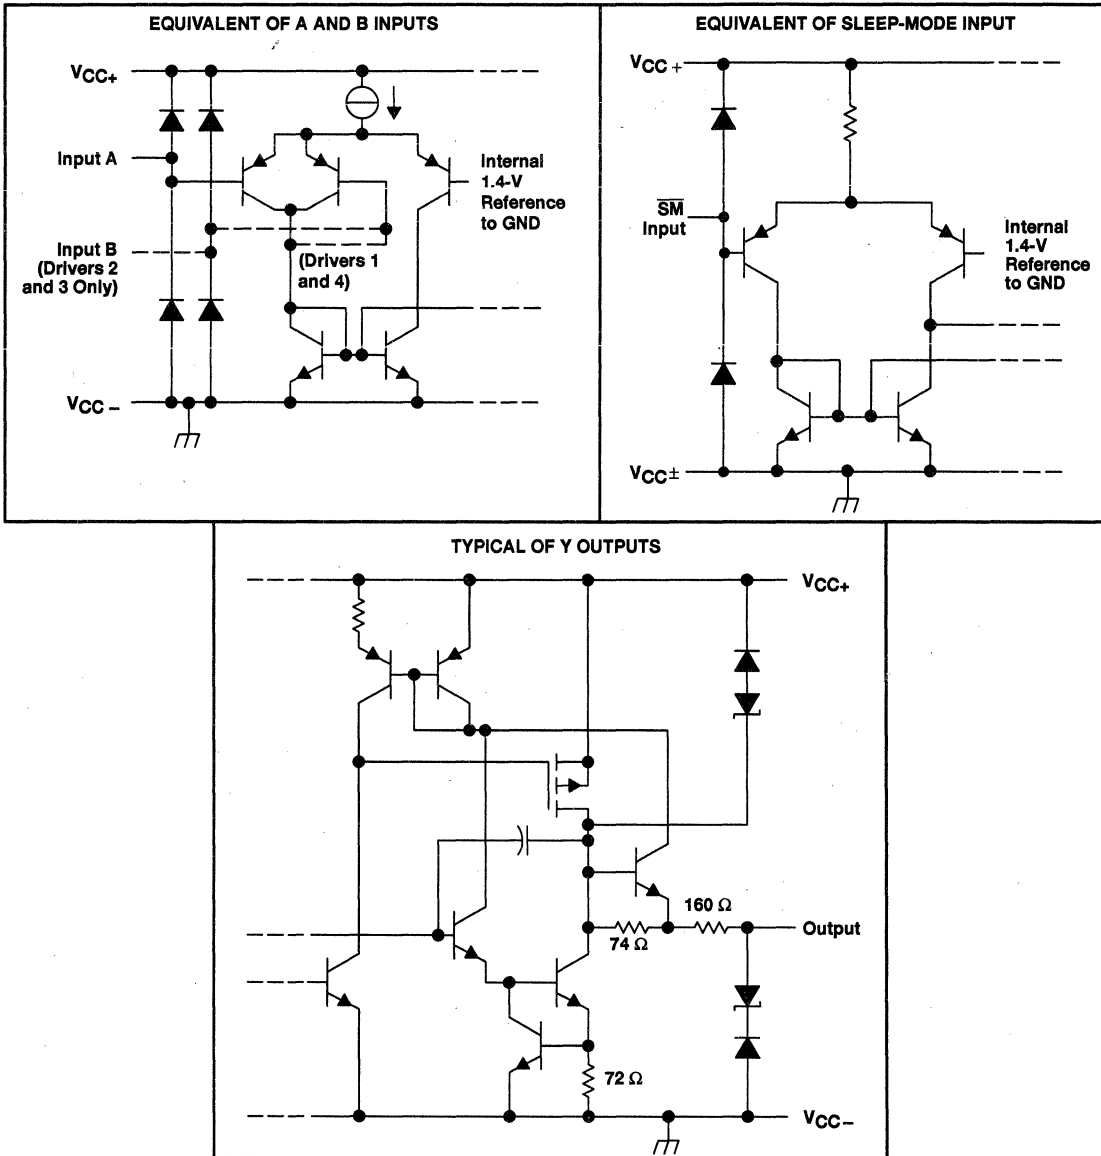 EQUIVALENT OF A AND B INPUTS
VCC+
Input A
Input B
(Drivers 2
and 3 Only)
(Drivers 1
and 4)
Internal
1.4-V
Reference
to GND
VCC−
EQUIVALENT OF SLEEP-MODE INPUT
VCC+
SM
Input
Internal
1.4-V
Reference
to GND
VCC±
TYPICAL OF Y OUTPUTS
VCC+
160 Ω
74 Ω
Output
72 Ω
VCC−